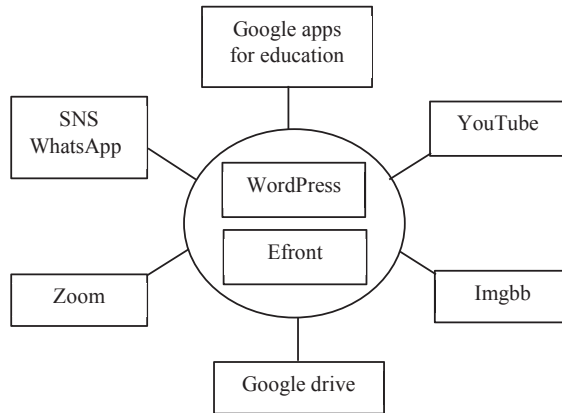 Google apps
for education
SNS
WhatsApp
YouTube
WordPress
Efront
Zoom
Imgbb
Google drive